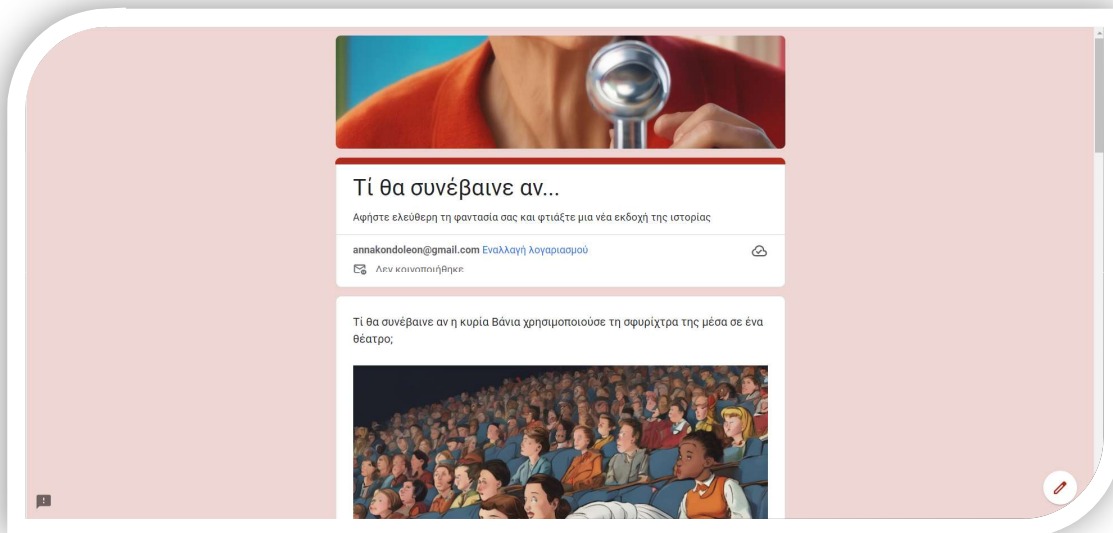 Τί θα συνέβαινε αν...
Αφήστε ελεύθερη τη φαντασία σας και φτιάξτε μια νέα εκδοχή της ιστορίας
annakondoleon@gmail.com Εναλλαγή λογαριασμού
Δεν κοινοποιήθηκε
Τί θα συνέβαινε αν η κυρία Βάνια χρησιμοποιούσε τη σφυρίχτρα της μέσα σε ένα
θέατρο;